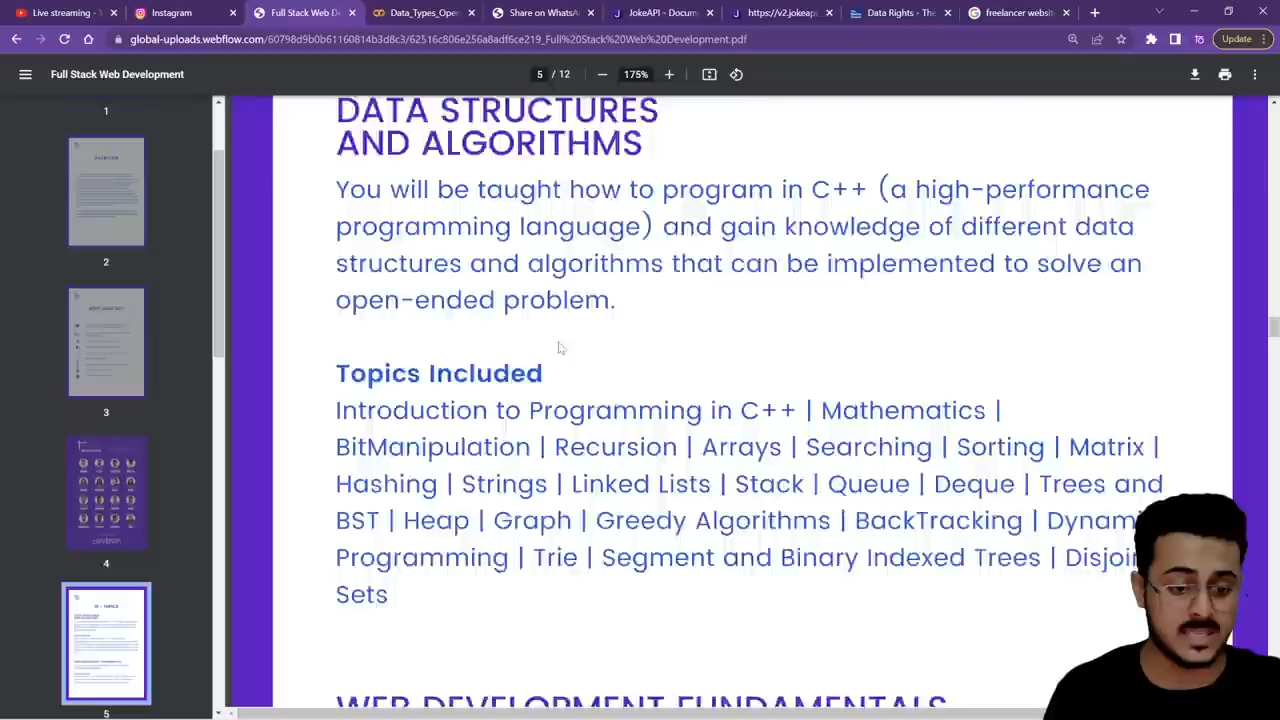 Live streaming - Y
Instagram
Full Stack Web D
Data_Types_Ope
Share on WhatsA
JokeAPI - Docum
https://v2.jokeap
Data Rights - The
freelancer websit
global-uploads.webflow.com/60798d9b0b61160814b3d8c3/62516c806e256a8adf6ce219_Full%20Stack%20Web%20Development.pdf
Update
Full Stack Web Development
5 / 12
175%
1
2
3
4
5
DATA STRUCTURES
AND ALGORITHMS
You will be taught how to program in C++ (a high-performance
programming language) and gain knowledge of different data
structures and algorithms that can be implemented to solve an
open-ended problem.
Topics Included
Introduction to Programming in C++ | Mathematics |
BitManipulation | Recursion | Arrays | Searching | Sorting | Matrix |
Hashing | Strings | Linked Lists | Stack | Queue | Deque | Trees and
BST | Heap | Graph | Greedy Algorithms | BackTracking | Dynami
Programming | Trie | Segment and Binary Indexed Trees | Disjoi
Sets
WEB DEVELOPMENT FUNDAMENTALS